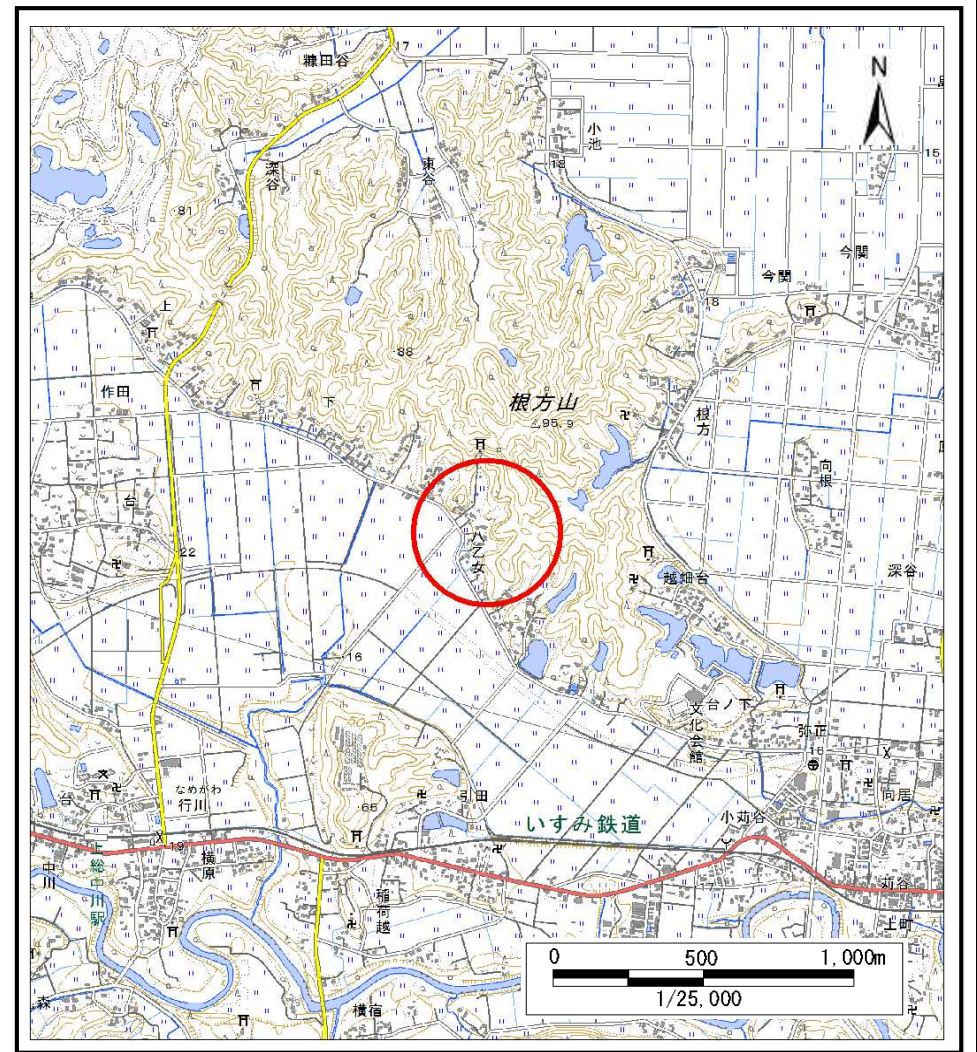 17
糠田谷
N
小池
東谷
深谷
18
15
81
今関
今関
18
上
88
作田
下
根方山
95.9
根方
向根
台
八乙女
22
越畑台
深谷
16
台ノ下
文化会館
弥正
16
50
なめがわ
行川
台
引田
向居
65
いすみ鉄道
小苅谷
19
横原
中川
上総中川駅
17
苅谷
稲荷越
上町
0 500 1,000m
1/25,000
森
横宿